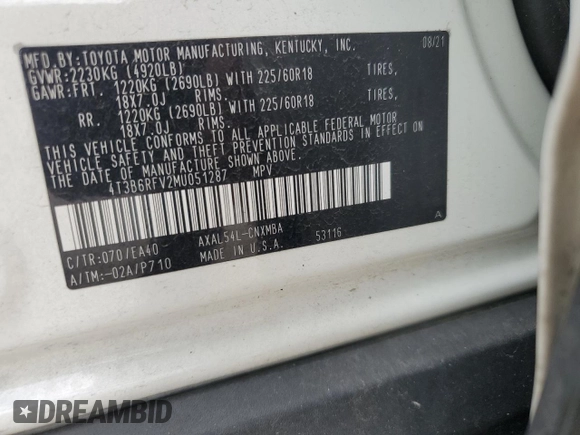 MFD.BY:TOYOTA MOTOR MANUFACTURING, KENTUCKY, INC. 08/21
GVWR:2230KG (4920LB)
GAWR:FRT. 1220KG (2690LB) WITH 225/60R18 TIRES,
18X7.0J RIMS
RR. 1220KG (2690LB) WITH 225/60R18 TIRES,
18X7.0J RIMS
THIS VEHICLE CONFORMS TO ALL APPLICABLE FEDERAL MOTOR
VEHICLE SAFETY AND THEFT PREVENTION STANDARDS IN EFFECT ON
THE DATE OF MANUFACTURE SHOWN ABOVE.
4T3B6RFV2MU051287 MPV
A
C/TR:070/EA40 AXAL54L-CNXMBA
A/TM:-02A/P710 MADE IN U.S.A. 53116
DREAMBID